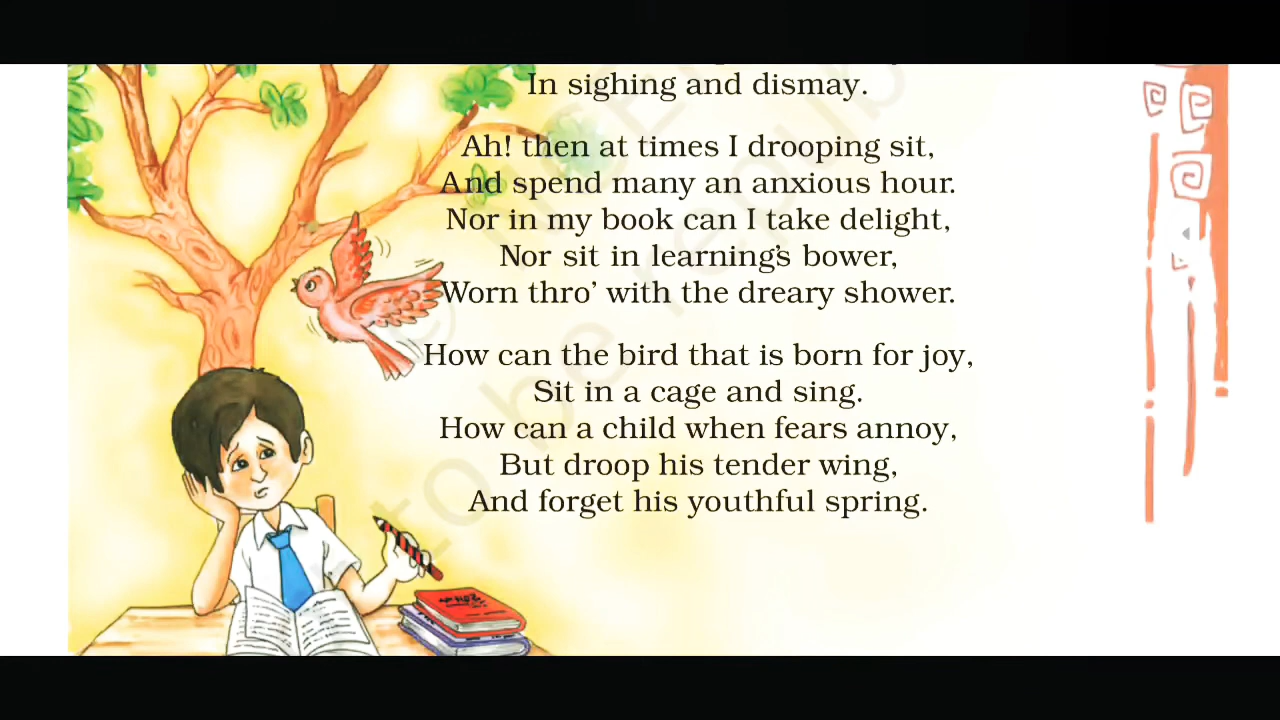 In sighing and dismay.
Ah! then at times I drooping sit,
And spend many an anxious hour.
Nor in my book can I take delight,
Nor sit in learning's bower,
Worn thro' with the dreary shower.
How can the bird that is born for joy,
Sit in a cage and sing.
How can a child when fears annoy,
But droop his tender wing,
And forget his youthful spring.